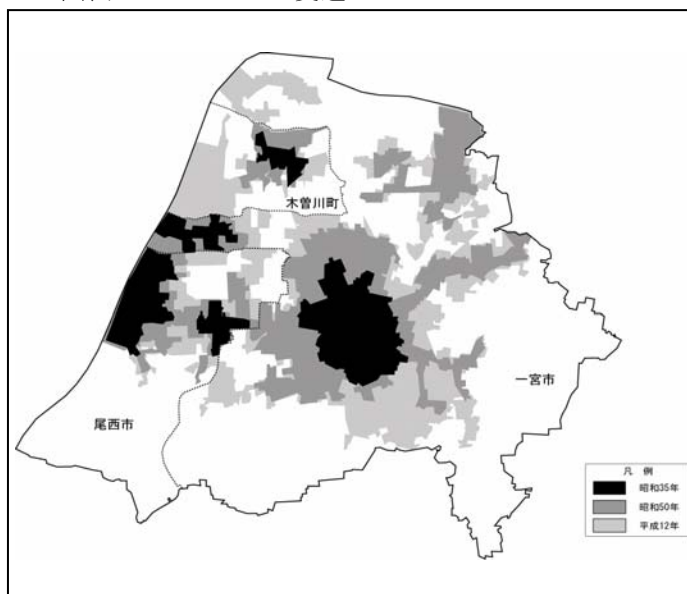 木曽川町
一宮市
尾西市
凡 例
昭和35年
昭和50年
平成12年